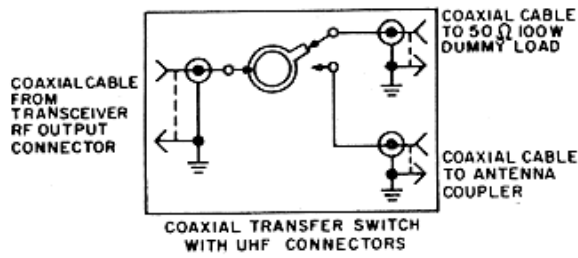 COAXIAL CABLE
TO 50 Ω 100W
DUMMY LOAD
COAXIAL CABLE
FROM
TRANSCEIVER
RF OUTPUT
CONNECTOR
COAXIAL CABLE
TO ANTENNA
COUPLER
COAXIAL TRANSFER SWITCH
WITH UHF CONNECTORS